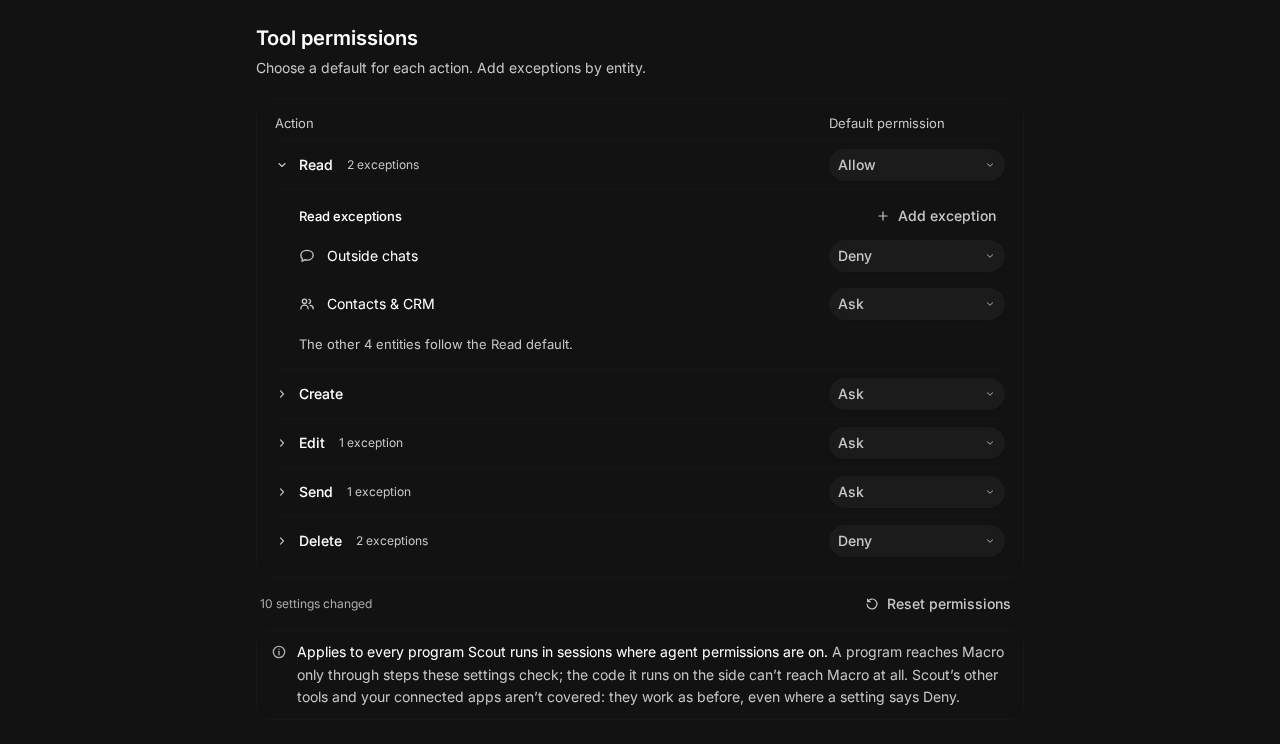 Tool permissions
Choose a default for each action. Add exceptions by entity.
Action Default permission
Read 2 exceptions Allow
Read exceptions Add exception
Outside chats Deny
Contacts & CRM Ask
The other 4 entities follow the Read default.
Create Ask
Edit 1 exception Ask
Send 1 exception Ask
Delete 2 exceptions Deny
10 settings changed Reset permissions
Applies to every program Scout runs in sessions where agent permissions are on. A program reaches Macro
only through steps these settings check; the code it runs on the side can’t reach Macro at all. Scout’s other
tools and your connected apps aren’t covered: they work as before, even where a setting says Deny.